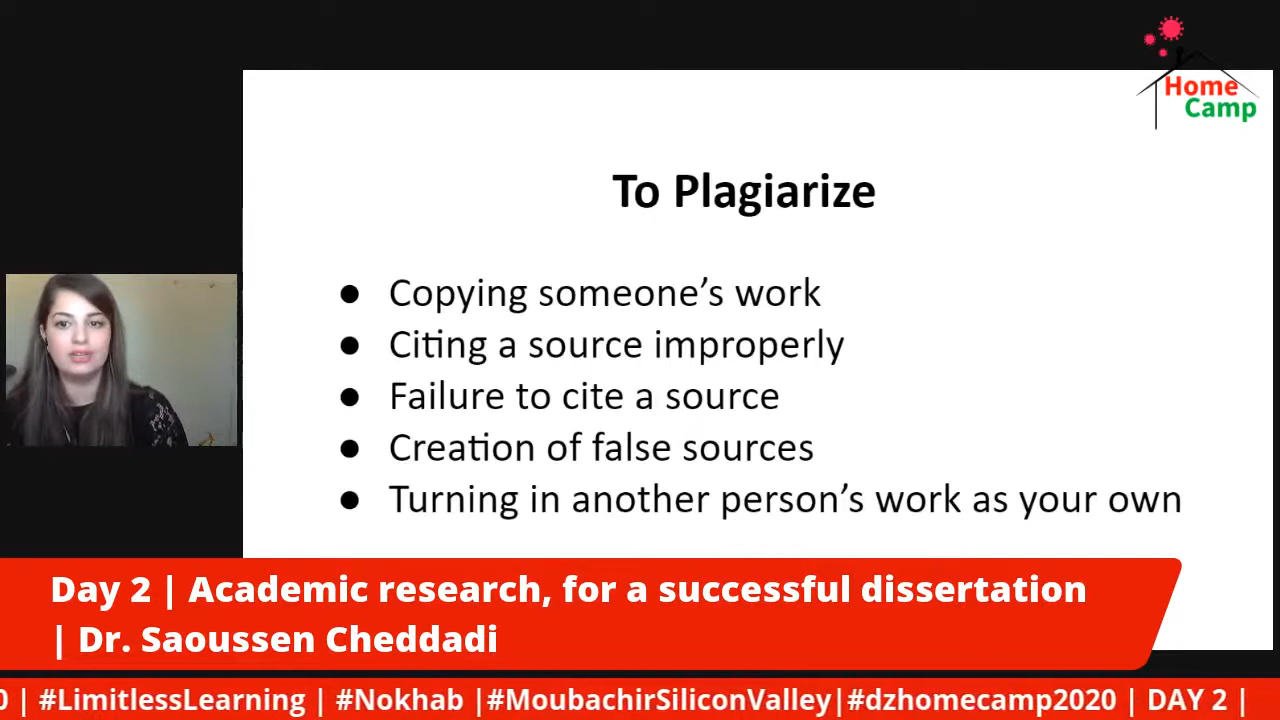 Home
Camp
To Plagiarize
● Copying someone’s work
● Citing a source improperly
● Failure to cite a source
● Creation of false sources
● Turning in another person’s work as your own
Day 2 | Academic research, for a successful dissertation
| Dr. Saoussen Cheddadi
0 | #LimitlessLearning | #Nokhab |#MoubachirSiliconValley|#dzhomecamp2020 | DAY 2 |